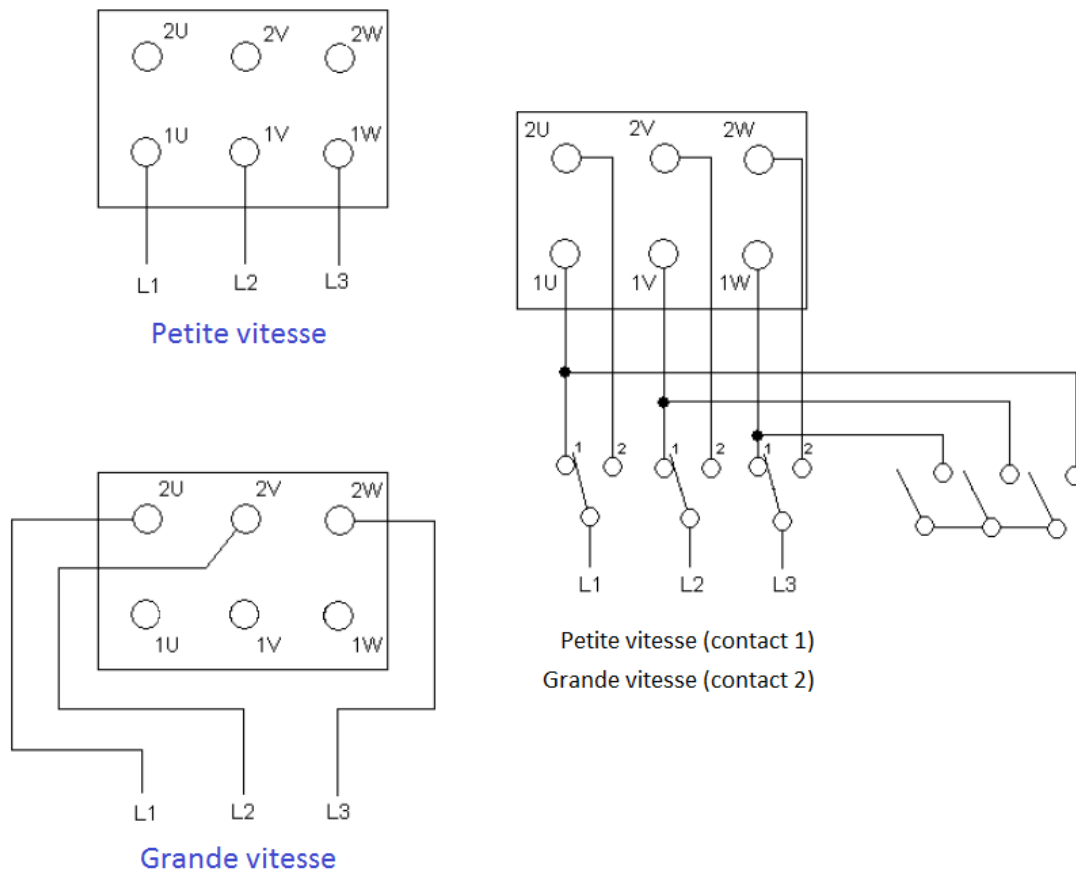 2U 2V 2W
1U 1V 1W
L1 L2 L3
Petite vitesse
2U 2V 2W
1U 1V 1W
L1 L2 L3
Grande vitesse
2U 2V 2W
1U 1V 1W
1 2 1 2 1 2
L1 L2 L3
Petite vitesse (contact 1)
Grande vitesse (contact 2)